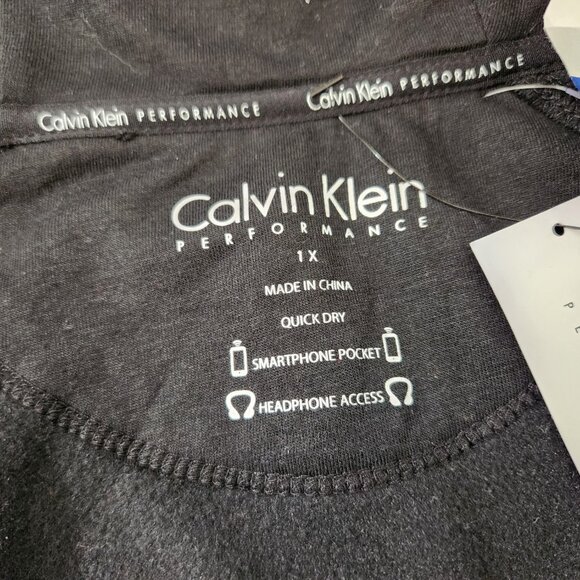 Calvin Klein PERFORMANCE
Calvin Klein PERFORMANCE
Calvin Klein
PERFORMANCE
1X
MADE IN CHINA
QUICK DRY
SMARTPHONE POCKET
HEADPHONE ACCESS